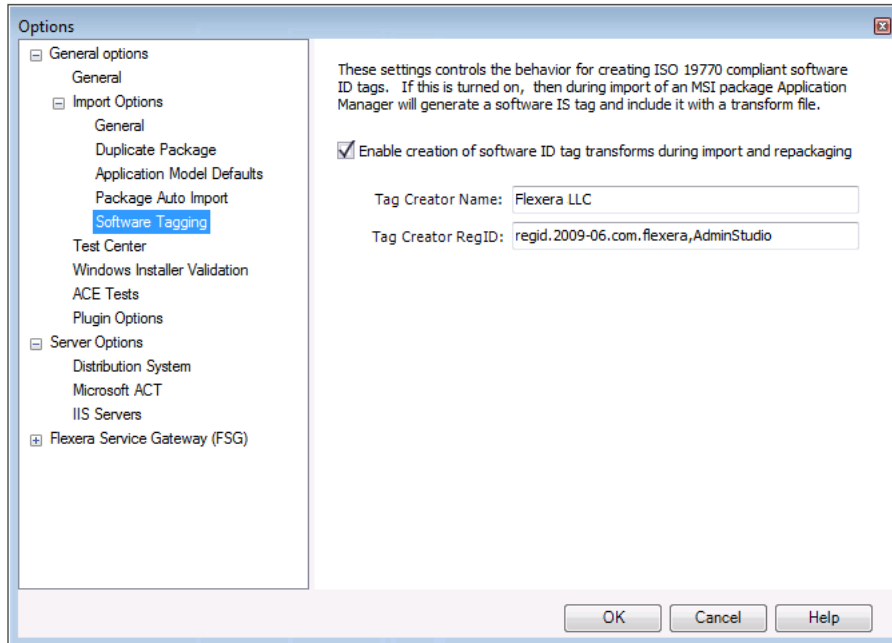 Options
General options
General
Import Options
General
Duplicate Package
Application Model Defaults
Package Auto Import
Software Tagging
Test Center
Windows Installer Validation
ACE Tests
Plugin Options
Server Options
Distribution System
Microsoft ACT
IIS Servers
Flexera Service Gateway (FSG)
These settings controls the behavior for creating ISO 19770 compliant software
ID tags. If this is turned on, then during import of an MSI package Application
Manager will generate a software IS tag and include it with a transform file.
Enable creation of software ID tag transforms during import and repackaging
Tag Creator Name: Flexera LLC
Tag Creator RegID: regid.2009-06.com.flexera,AdminStudio
OK Cancel Help